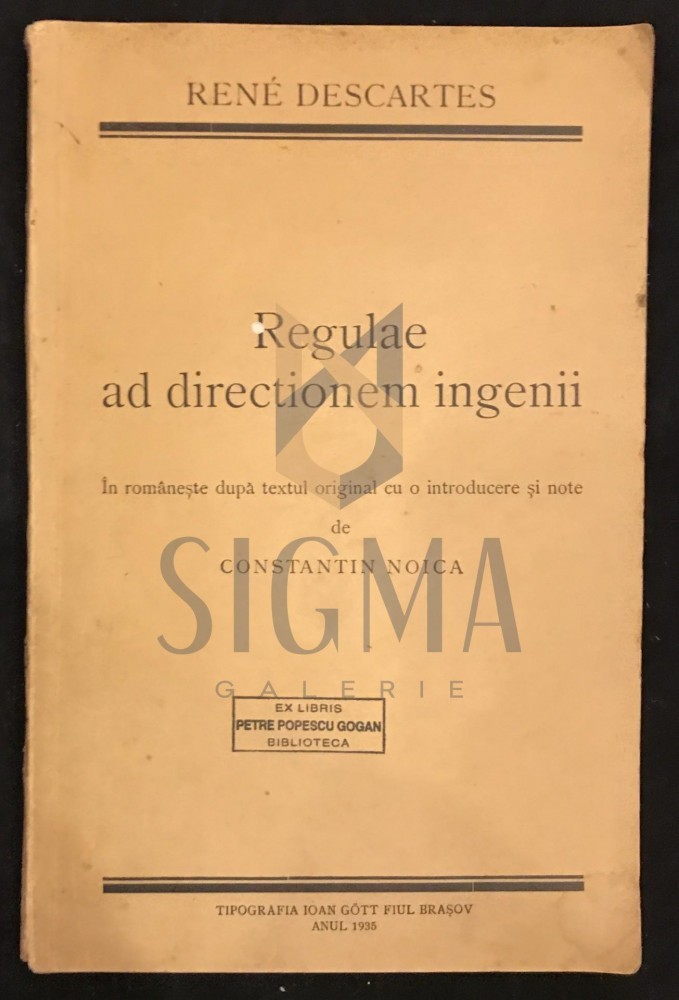 RENÉ DESCARTES
Regulae
ad directionem ingenii
În românește după textul original cu o introducere și note
de
CONSTANTIN NOICA
SIGMA
GALERIE
EX LIBRIS
PETRE POPESCU GOGAN
BIBLIOTECA
TIPOGRAFIA IOAN GÖTT FIUL BRAȘOV
ANUL 1935